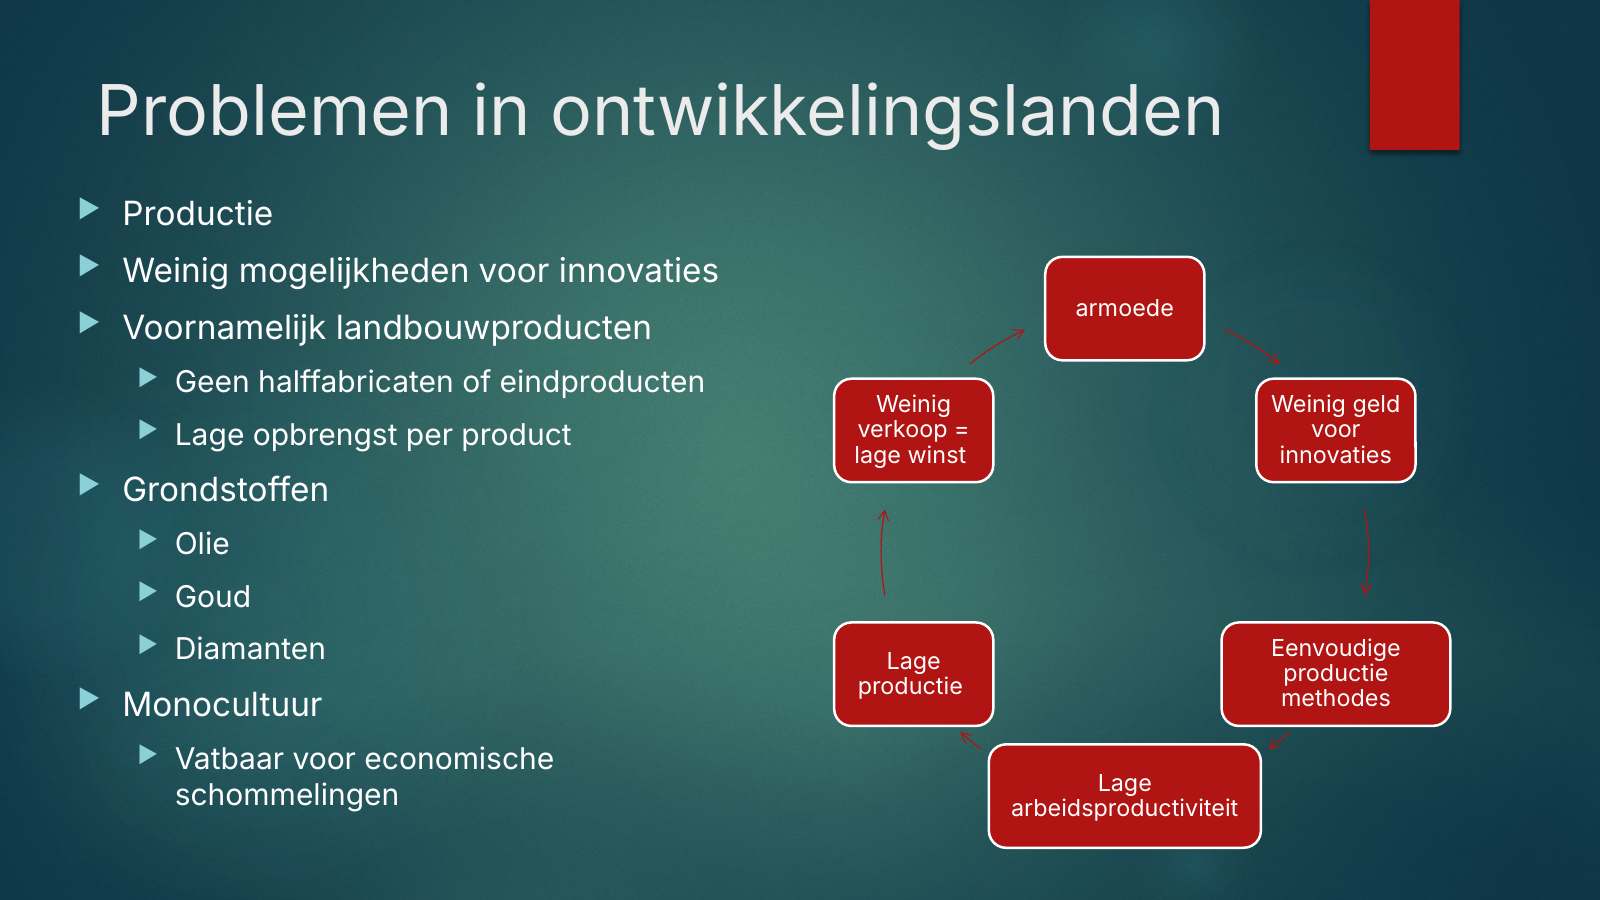 Problemen in ontwikkelingslanden
Productie
Weinig mogelijkheden voor innovaties
Voornamelijk landbouwproducten
Geen halffabricaten of eindproducten
Lage opbrengst per product
Grondstoffen
Olie
Goud
Diamanten
Monocultuur
Vatbaar voor economische
schommelingen
armoede
Weinig geld
voor
innovaties
Eenvoudige
productie
methodes
Lage
arbeidsproductiviteit
Lage
productie
Weinig
verkoop =
lage winst